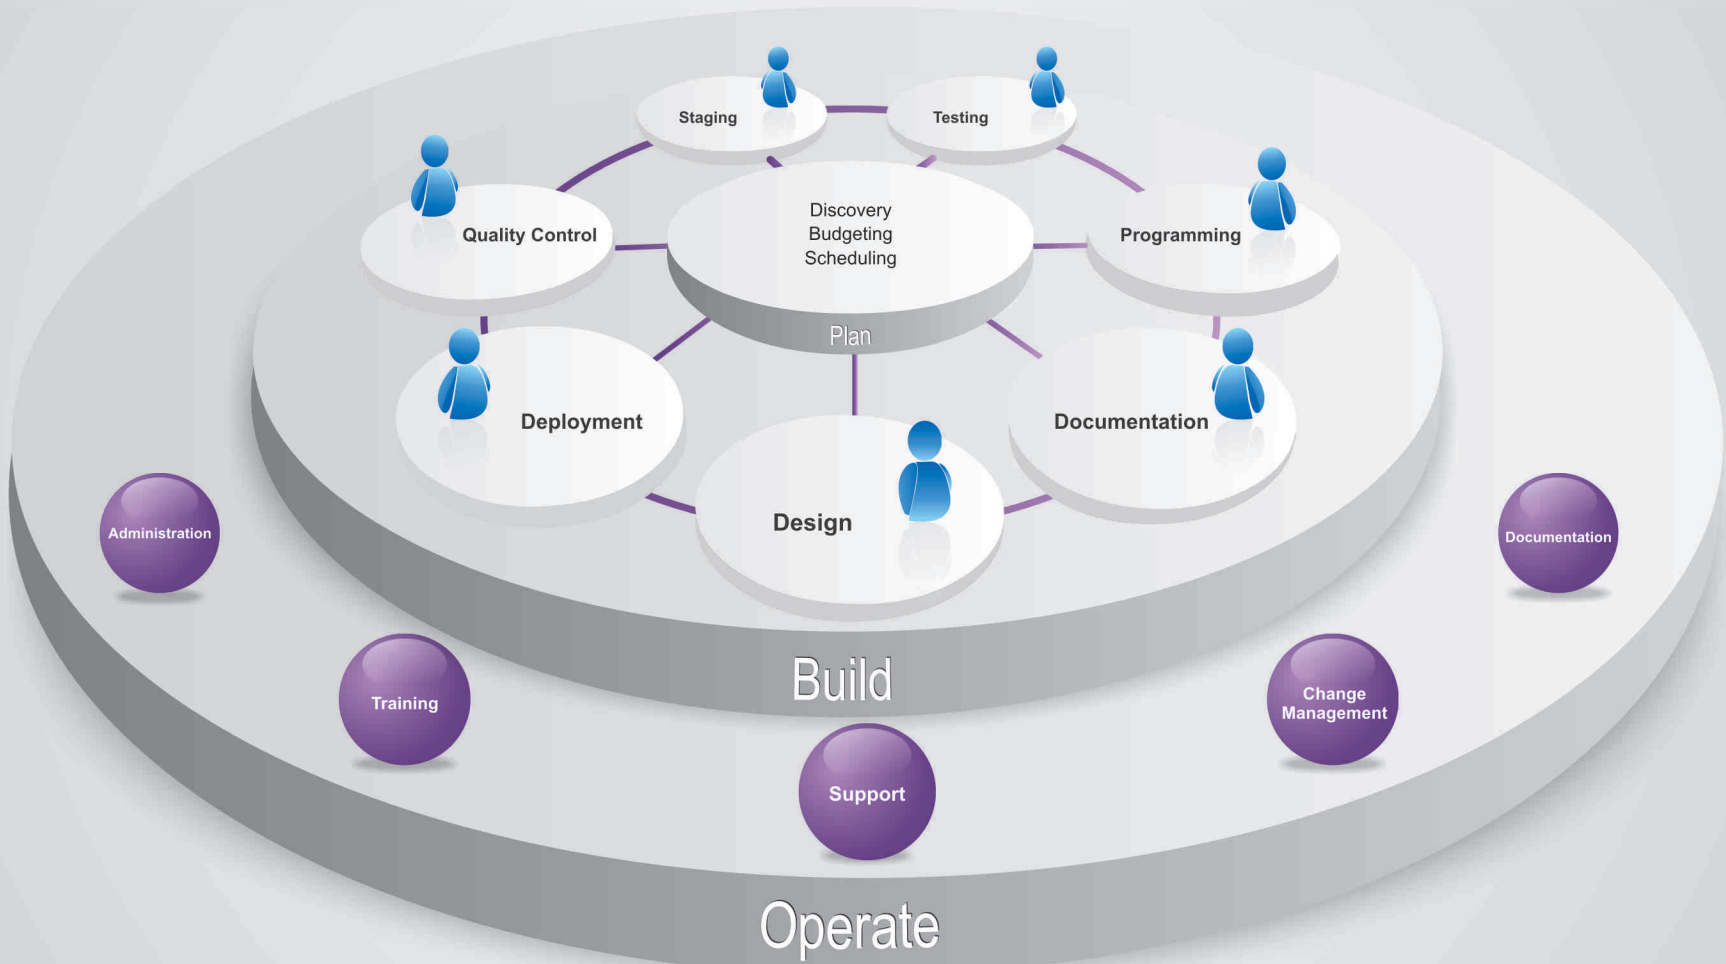 Staging
Testing
Discovery
Budgeting
Scheduling
Quality Control
Programming
Plan
Deployment
Documentation
Design
Administration
Documentation
Build
Training
Change
Management
Support
Operate